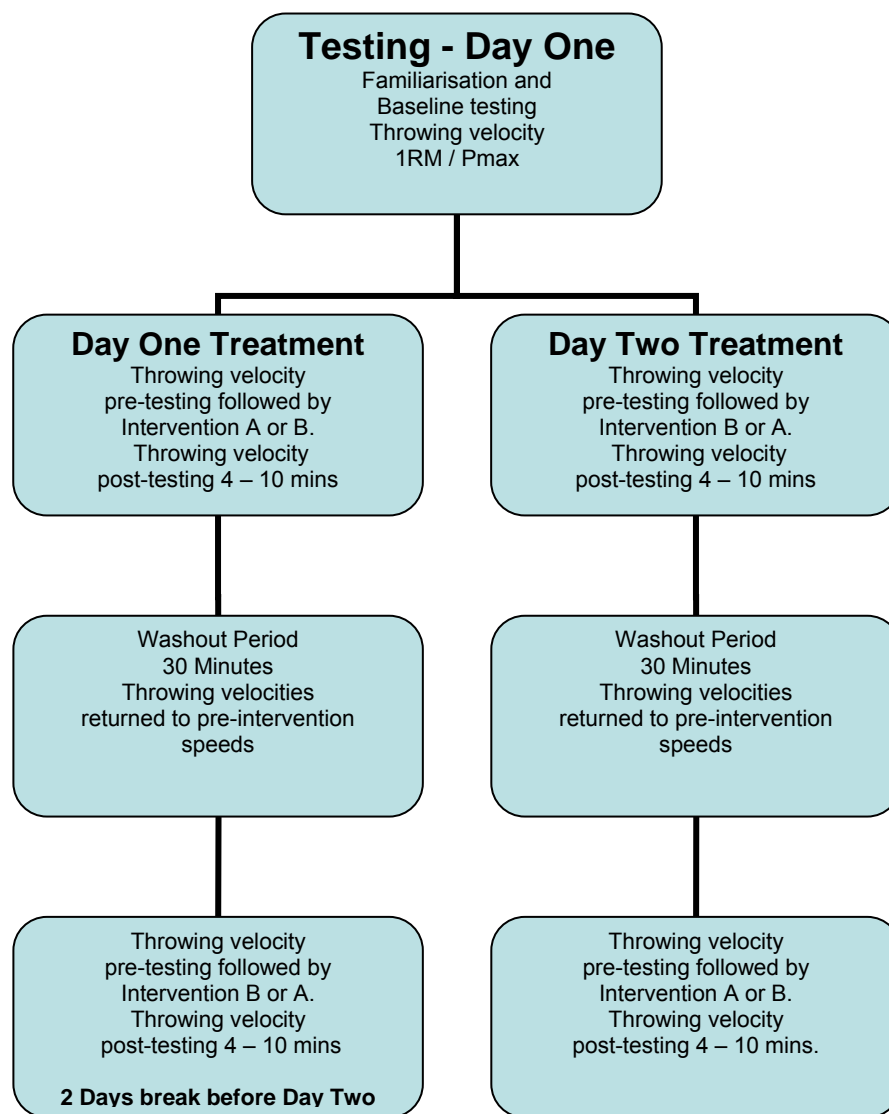 Testing - Day One
Familiarisation and
Baseline testing
Throwing velocity
1RM / Pmax
Day One Treatment
Throwing velocity
pre-testing followed by
Intervention A or B.
Throwing velocity
post-testing 4 – 10 mins
Day Two Treatment
Throwing velocity
pre-testing followed by
Intervention B or A.
Throwing velocity
post-testing 4 – 10 mins
Washout Period
30 Minutes
Throwing velocities
returned to pre-intervention
speeds
Washout Period
30 Minutes
Throwing velocities
returned to pre-intervention
speeds
Throwing velocity
pre-testing followed by
Intervention B or A.
Throwing velocity
post-testing 4 – 10 mins
2 Days break before Day Two
Throwing velocity
pre-testing followed by
Intervention A or B.
Throwing velocity
post-testing 4 – 10 mins.